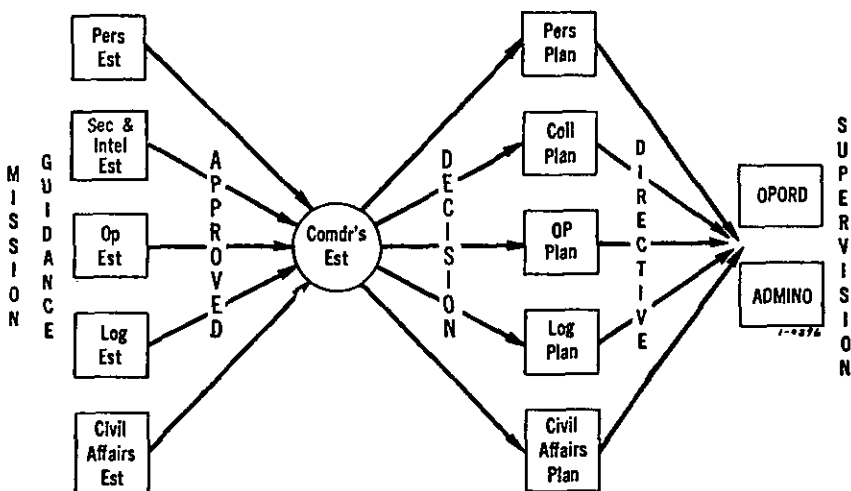 MISSION
GUIDANCE
Pers
Est
Sec &
Intel
Est
Op
Est
Log
Est
Civil
Affairs
Est
APPROVED
Comdr's
Est
DECISION
Pers
Plan
Coll
Plan
OP
Plan
Log
Plan
Civil
Affairs
Plan
DIRECTIVE
OPORD
ADMINO
SUPERVISION